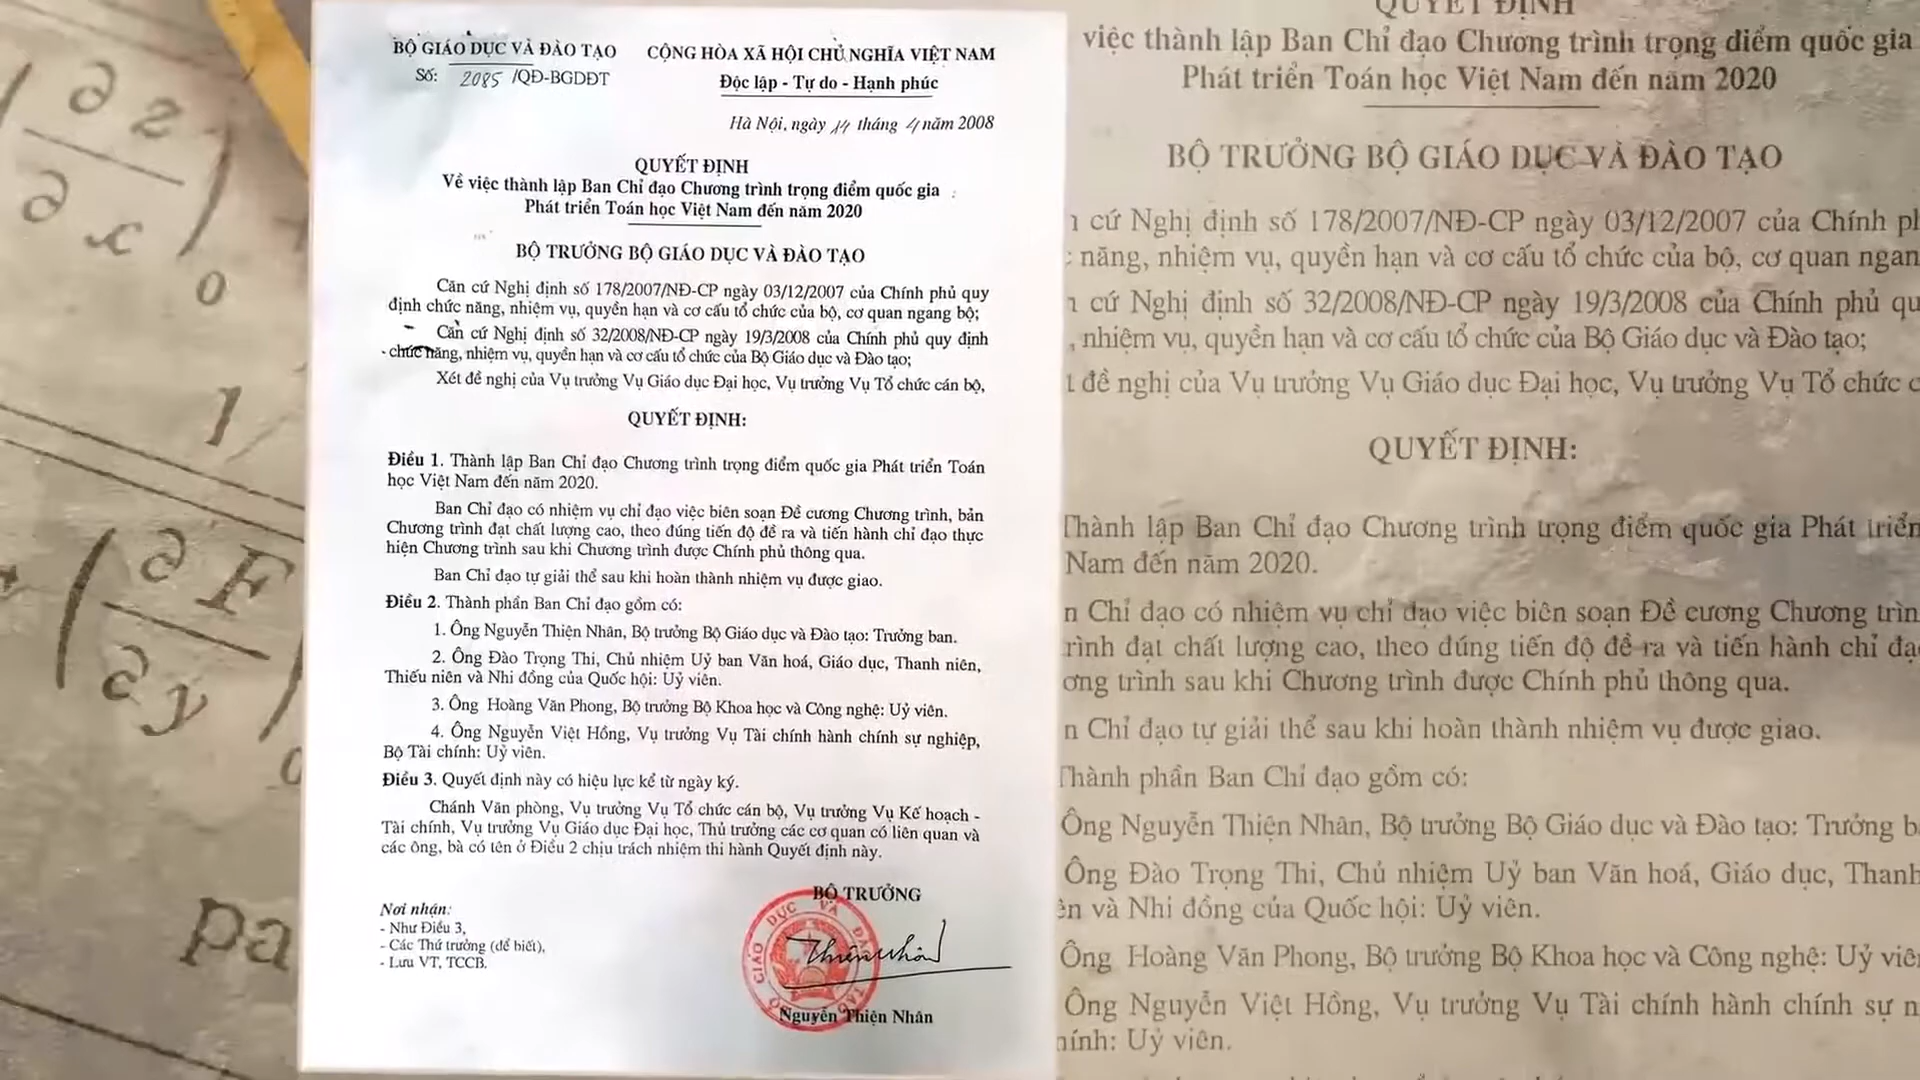 BỘ GIÁO DỤC VÀ ĐÀO TẠO
Số: 2085 /QĐ-BGDĐT
CỘNG HÒA XÃ HỘI CHỦ NGHĨA VIỆT NAM
Độc lập - Tự do - Hạnh phúc
Hà Nội, ngày 14 tháng 4 năm 2008
QUYẾT ĐỊNH
Về việc thành lập Ban Chỉ đạo Chương trình trọng điểm quốc gia
Phát triển Toán học Việt Nam đến năm 2020
BỘ TRƯỞNG BỘ GIÁO DỤC VÀ ĐÀO TẠO
Căn cứ Nghị định số 178/2007/NĐ-CP ngày 03/12/2007 của Chính phủ quy
định chức năng, nhiệm vụ, quyền hạn và cơ cấu tổ chức của bộ, cơ quan ngang bộ;
Căn cứ Nghị định số 32/2008/NĐ-CP ngày 19/3/2008 của Chính phủ quy định
chức năng, nhiệm vụ, quyền hạn và cơ cấu tổ chức của Bộ Giáo dục và Đào tạo;
Xét đề nghị của Vụ trưởng Vụ Giáo dục Đại học, Vụ trưởng Vụ Tổ chức cán bộ,
QUYẾT ĐỊNH:
Điều 1. Thành lập Ban Chỉ đạo Chương trình trọng điểm quốc gia Phát triển Toán
học Việt Nam đến năm 2020.
Ban Chỉ đạo có nhiệm vụ chỉ đạo việc biên soạn Đề cương Chương trình, bản
Chương trình đạt chất lượng cao, theo đúng tiến độ đề ra và tiến hành chỉ đạo thực
hiện Chương trình sau khi Chương trình được Chính phủ thông qua.
Ban Chỉ đạo tự giải thể sau khi hoàn thành nhiệm vụ được giao.
Điều 2. Thành phần Ban Chỉ đạo gồm có:
1. Ông Nguyễn Thiện Nhân, Bộ trưởng Bộ Giáo dục và Đào tạo: Trưởng ban.
2. Ông Đào Trọng Thi, Chủ nhiệm Uỷ ban Văn hoá, Giáo dục, Thanh niên,
Thiếu niên và Nhi đồng của Quốc hội: Uỷ viên.
3. Ông Hoàng Văn Phong, Bộ trưởng Bộ Khoa học và Công nghệ: Uỷ viên.
4. Ông Nguyễn Việt Hồng, Vụ trưởng Vụ Tài chính hành chính sự nghiệp,
Bộ Tài chính: Uỷ viên.
Điều 3. Quyết định này có hiệu lực kể từ ngày ký.
Chánh Văn phòng, Vụ trưởng Vụ Tổ chức cán bộ, Vụ trưởng Vụ Kế hoạch -
Tài chính, Vụ trưởng Vụ Giáo dục Đại học, Thủ trưởng các cơ quan có liên quan và
các ông, bà có tên ở Điều 2 chịu trách nhiệm thi hành Quyết định này.
Nơi nhận:
- Như Điều 3,
- Các Thứ trưởng (để biết),
- Lưu VT, TCCB.
BỘ TRƯỞNG
BỘ GIÁO DỤC VÀ ĐÀO TẠO
Nguyễn Thiện Nhân
QUYẾT ĐỊNH
việc thành lập Ban Chỉ đạo Chương trình trọng điểm quốc gia
Phát triển Toán học Việt Nam đến năm 2020
BỘ TRƯỞNG BỘ GIÁO DỤC VÀ ĐÀO TẠO
cứ Nghị định số 178/2007/NĐ-CP ngày 03/12/2007 của Chính
năng, nhiệm vụ, quyền hạn và cơ cấu tổ chức của bộ, cơ quan ngan
cứ Nghị định số 32/2008/NĐ-CP ngày 19/3/2008 của Chính phủ qu
, nhiệm vụ, quyền hạn và cơ cấu tổ chức của Bộ Giáo dục và Đào tạo;
t đề nghị của Vụ trưởng Vụ Giáo dục Đại học, Vụ trưởng Vụ Tổ chức
QUYẾT ĐỊNH:
Thành lập Ban Chỉ đạo Chương trình trọng điểm quốc gia Phát triển
Nam đến năm 2020.
n Chỉ đạo có nhiệm vụ chỉ đạo việc biên soạn Đề cương Chương trìn
rình đạt chất lượng cao, theo đúng tiến độ đề ra và tiến hành chỉ đạ
ơng trình sau khi Chương trình được Chính phủ thông qua.
n Chỉ đạo tự giải thể sau khi hoàn thành nhiệm vụ được giao.
Thành phần Ban Chỉ đạo gồm có:
Ông Nguyễn Thiện Nhân, Bộ trưởng Bộ Giáo dục và Đào tạo: Trưởng b
Ông Đào Trọng Thi, Chủ nhiệm Uỷ ban Văn hoá, Giáo dục, Thanh
ên và Nhi đồng của Quốc hội: Uỷ viên.
Ông Hoàng Văn Phong, Bộ trưởng Bộ Khoa học và Công nghệ: Uỷ viê
Ông Nguyễn Việt Hồng, Vụ trưởng Vụ Tài chính hành chính sự n
hính: Uỷ viên.
∂z
∂x
0
1/
∂F
∂y
0
pa